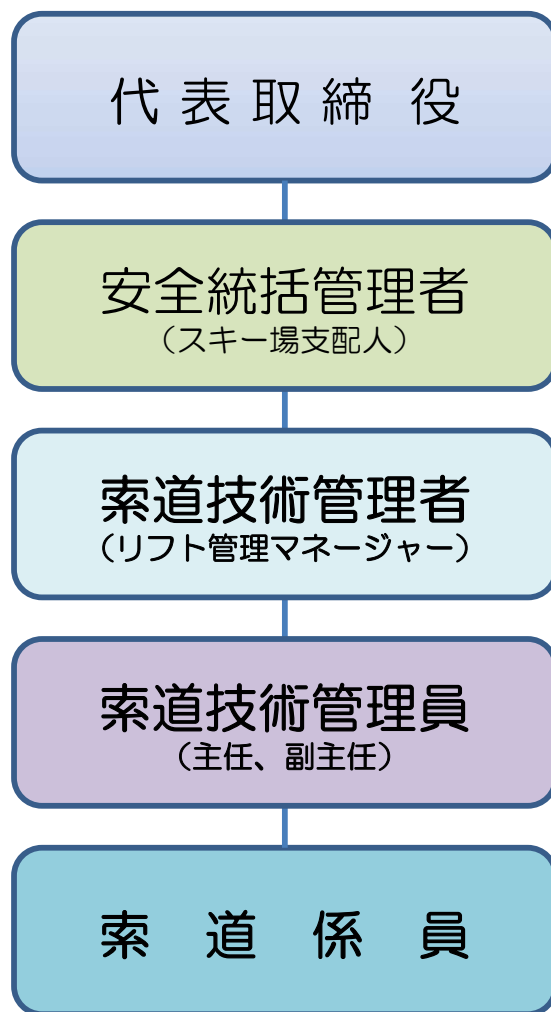 代表取締役
安全統括管理者
（スキー場支配人）
索道技術管理者
（リフト管理マネージャー）
索道技術管理員
（主任、副主任）
索道係員